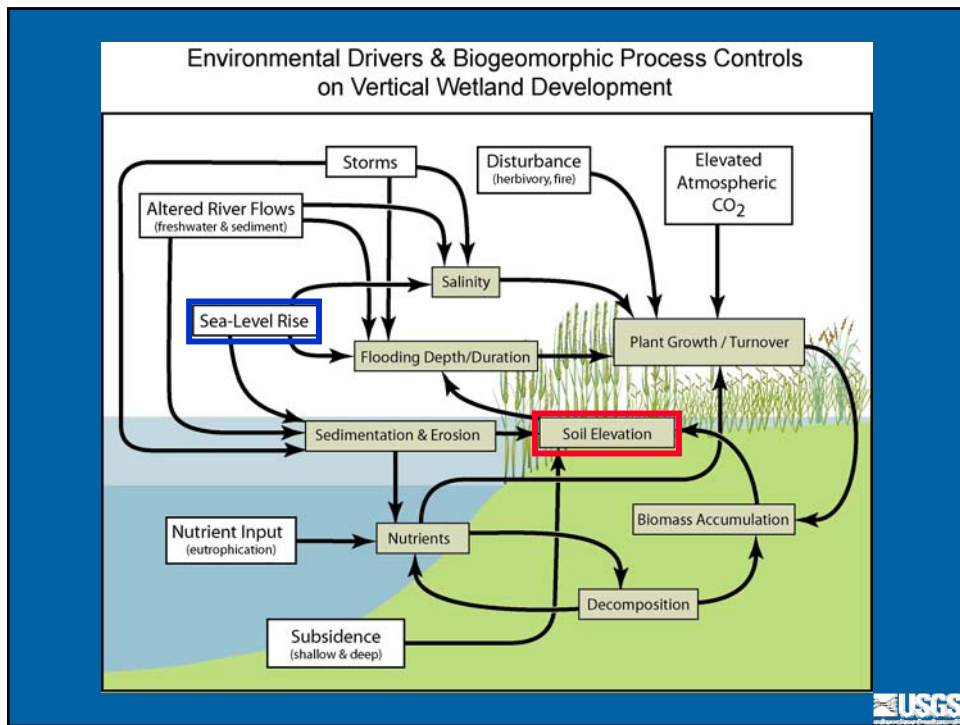 Environmental Drivers & Biogeomorphic Process Controls
on Vertical Wetland Development
Storms
Disturbance
(herbivory, fire)
Elevated
Atmospheric
CO2
Altered River Flows
(freshwater & sediment)
Salinity
Sea-Level Rise
Flooding Depth/Duration
Plant Growth / Turnover
Sedimentation & Erosion
Soil Elevation
Nutrient Input
(eutrophication)
Nutrients
Biomass Accumulation
Decomposition
Subsidence
(shallow & deep)
USGS